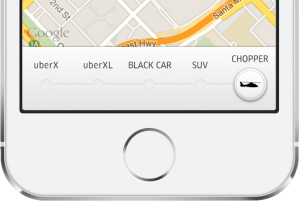 2nd St
Google
East Hwy
Santa M
uberX uberXL BLACK CAR SUV CHOPPER